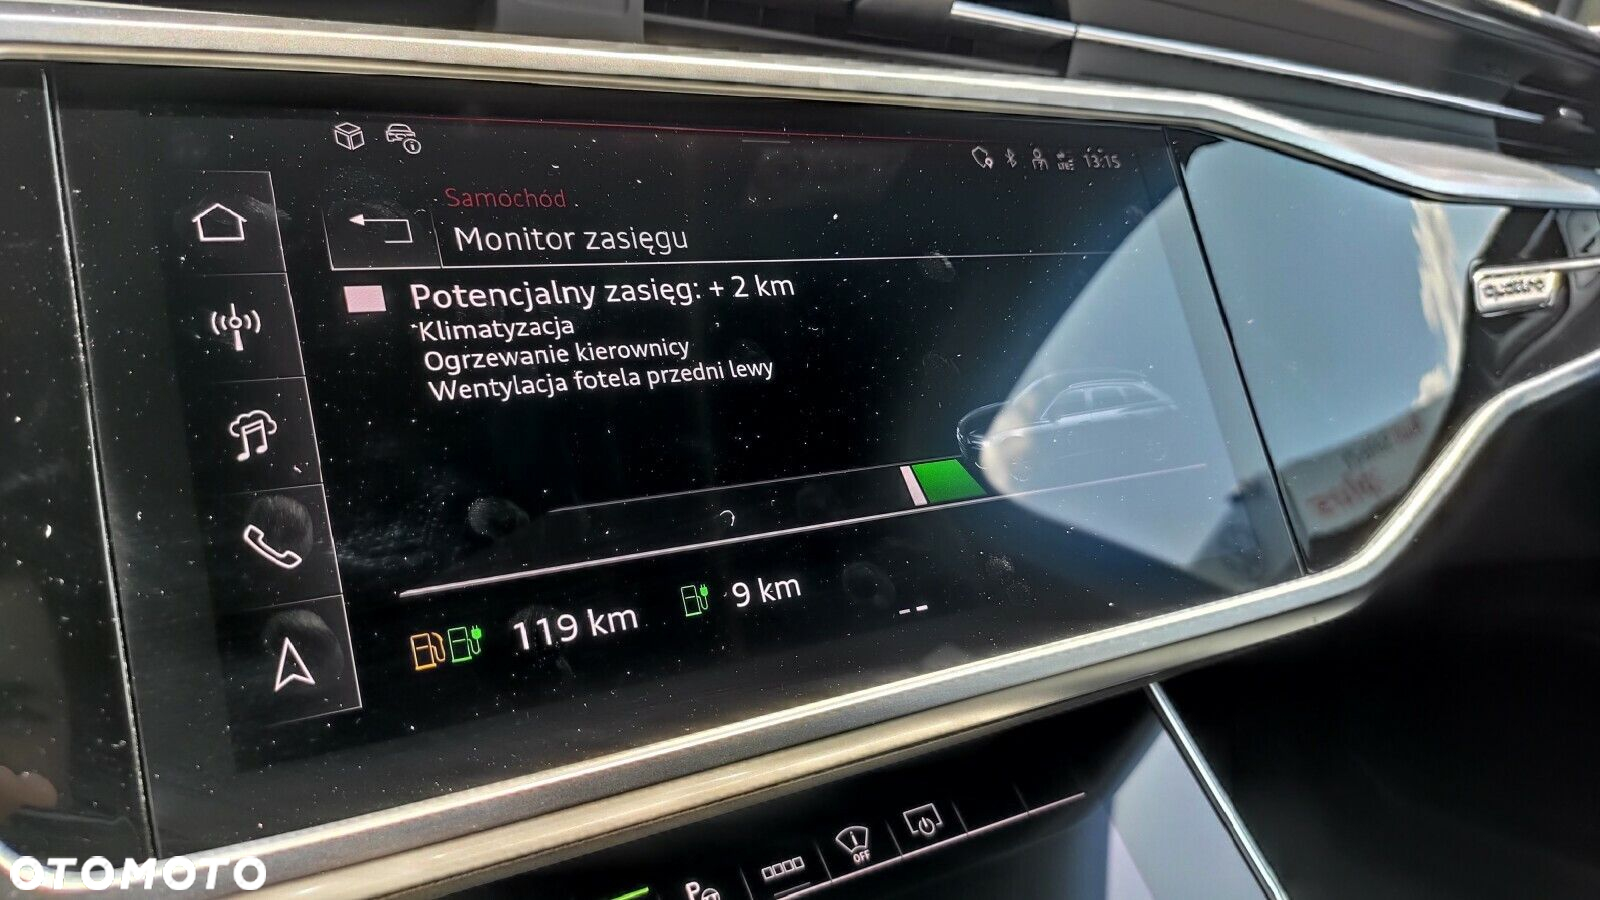 13:15
Samochód
Monitor zasięgu
Potencjalny zasięg: + 2 km
Klimatyzacja
Ogrzewanie kierownicy
Wentylacja fotela przedni lewy
119 km
9 km
--
quattro
OFF
P
OTOMOTO